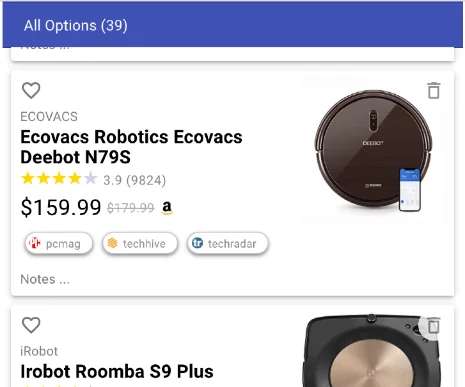 All Options (39)
Notes ...
ECOVACS
Ecovacs Robotics Ecovacs
Deebot N79S
3.9 (9824)
$159.99 $179.99 a
pcmag techhive techradar
Notes ...
DEEBOT
iRobot
Irobot Roomba S9 Plus